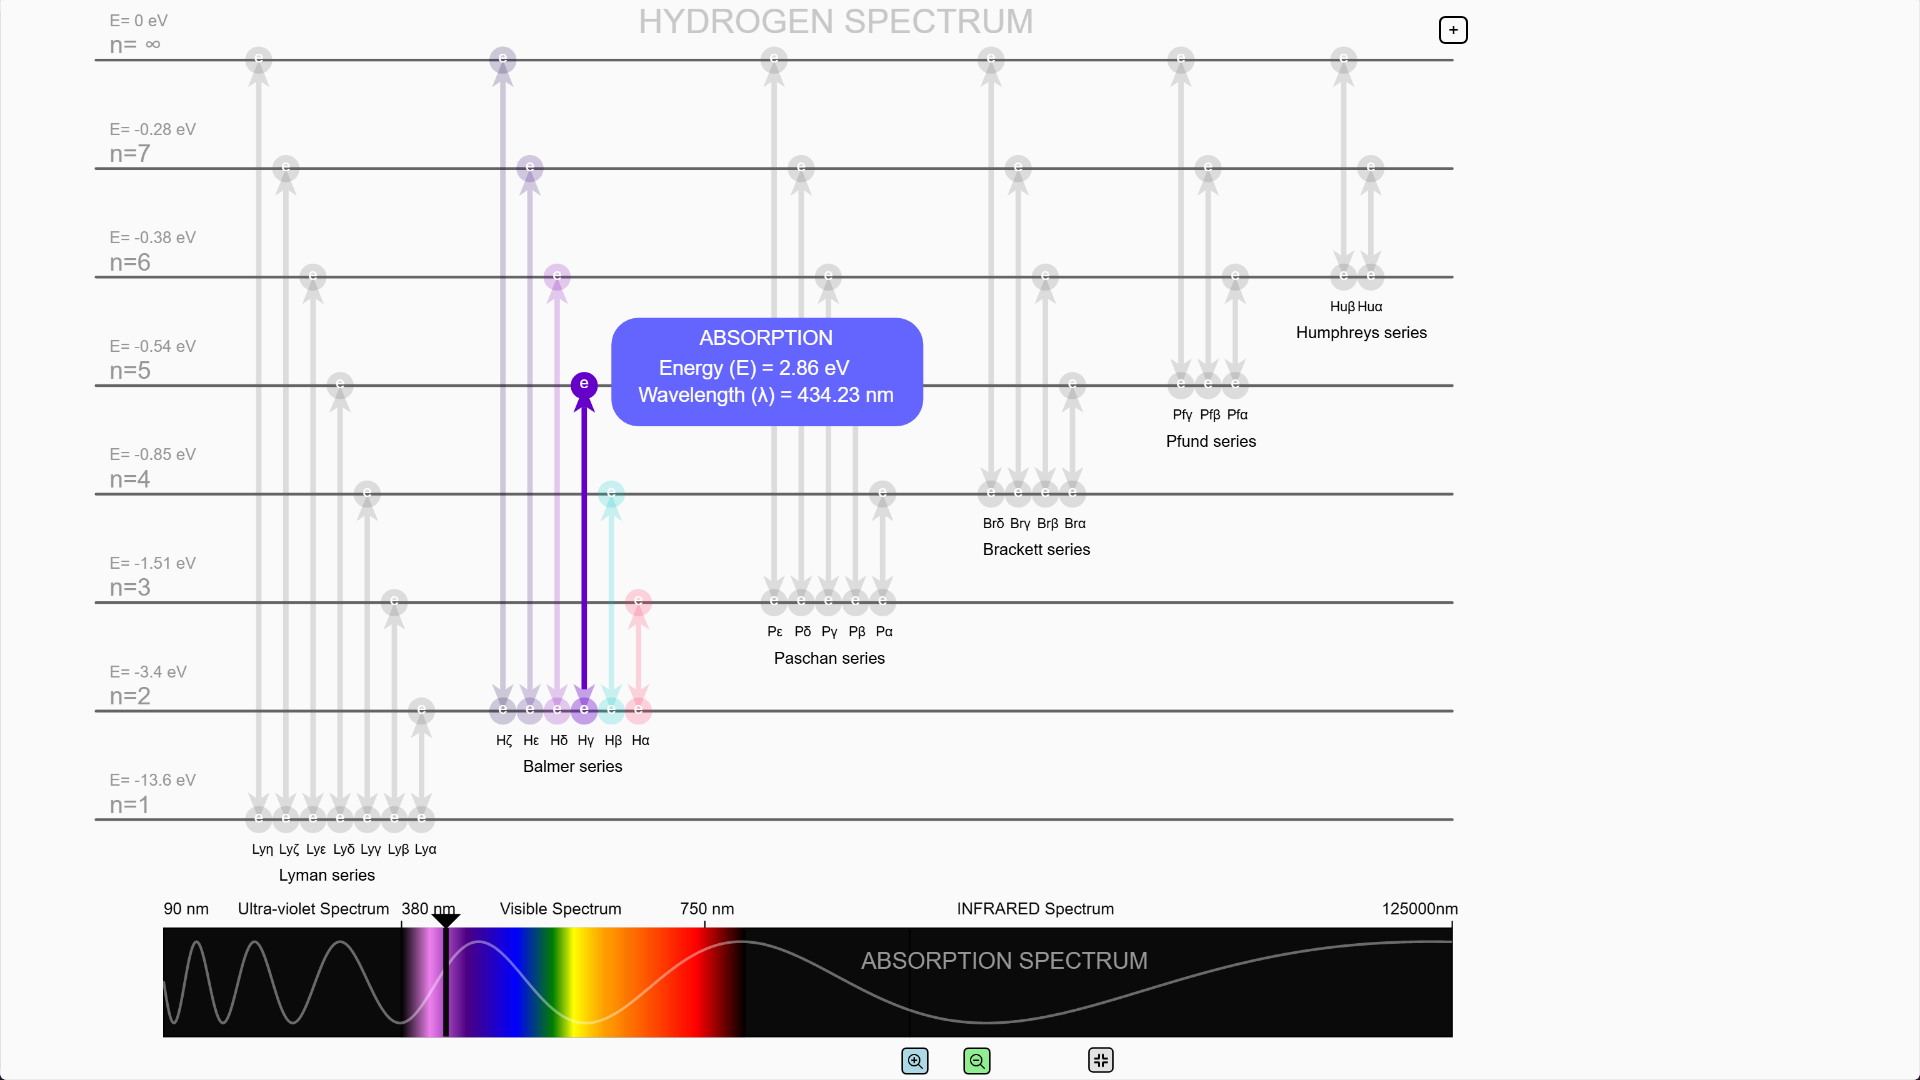 HYDROGEN SPECTRUM
+
E= 0 eV
n= ∞
e e e e e e
E= -0.28 eV
n=7
e e e e e e
E= -0.38 eV
n=6
e e e e e e e
E= -0.54 eV
n=5
e e e e e e
ABSORPTION
Energy (E) = 2.86 eV
Wavelength (λ) = 434.23 nm
Huβ Huα
Humphreys series
Pfγ Pfβ Pfα
Pfund series
E= -0.85 eV
n=4
e e e e e e e
Brδ Brγ Brβ Brα
Brackett series
E= -1.51 eV
n=3
e e e e e e e
Pε Pδ Pγ Pβ Pα
Paschan series
E= -3.4 eV
n=2
e e e e e e e
Hζ Hε Hδ Hγ Hβ Hα
Balmer series
E= -13.6 eV
n=1
e e e e e e e
Lyη Lyζ Lyε Lyδ Lyγ Lyβ Lyα
Lyman series
90 nm Ultra-violet Spectrum 380 nm Visible Spectrum 750 nm INFRARED Spectrum 125000nm
ABSORPTION SPECTRUM